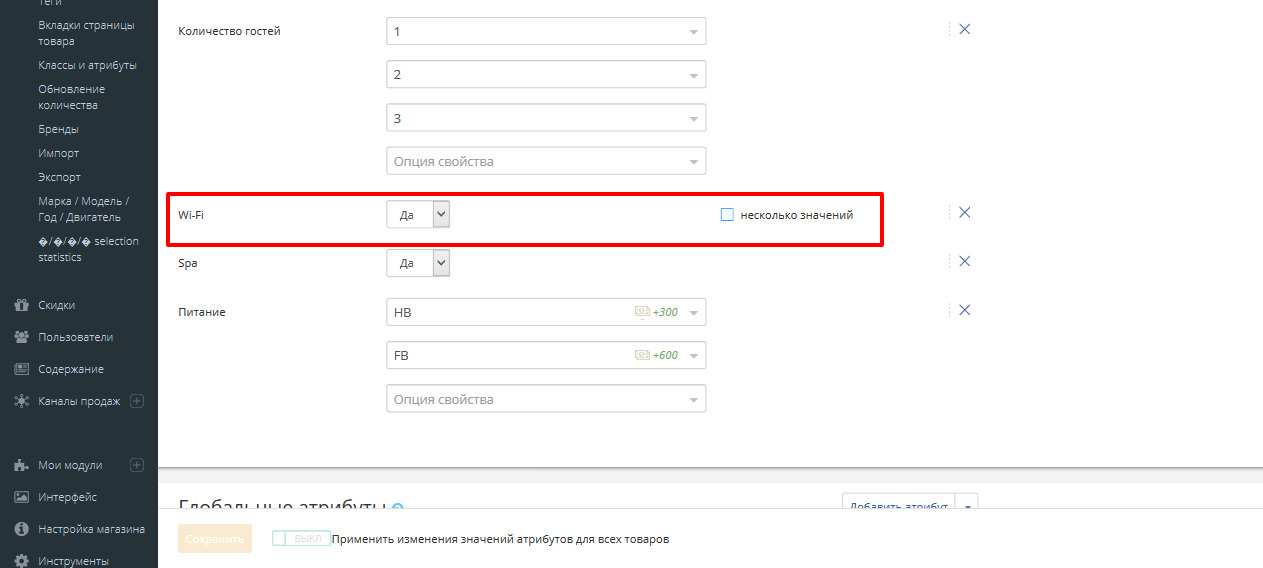 Теги
Вкладки страницы
товара
Классы и атрибуты
Обновление
количества
Бренды
Импорт
Экспорт
Марка / Модель /
Год / Двигатель
�/�/�/� selection
statistics
Скидки
Пользователи
Содержание
Каналы продаж
Мои модули
Интерфейс
Настройка магазина
Инструменты
Количество гостей
1
2
3
Опция свойства
Wi-Fi
Да
несколько значений
Spa
Да
Питание
HB
+300
FB
+600
Опция свойства
Глобальные атрибуты
Добавить атрибут
Сохранить
ВЫКЛ
Применить изменения значений атрибутов для всех товаров